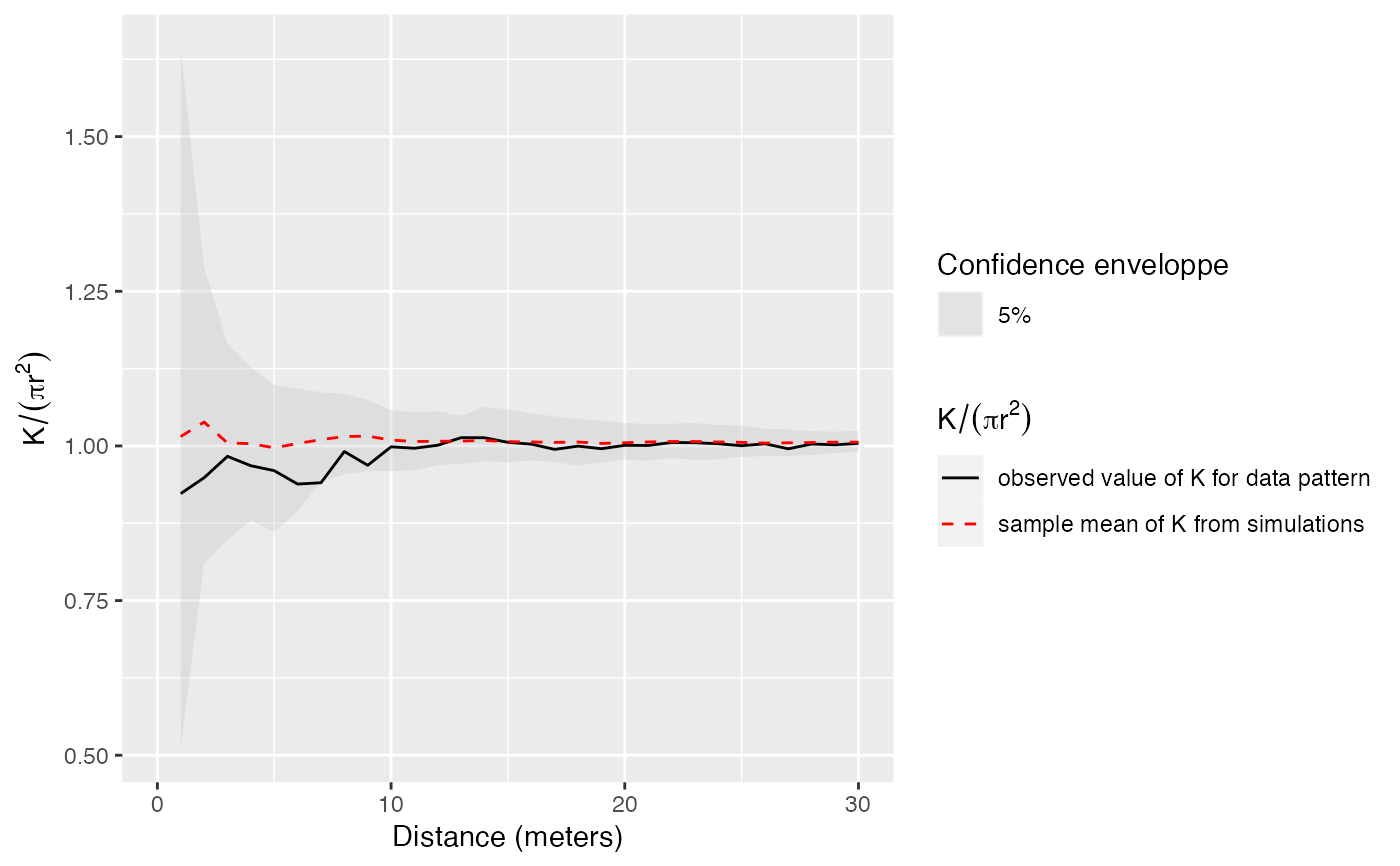 1.50
1.25
1.00
0.75
0.50
K/(πr²)
0
10
20
30
Distance (meters)
Confidence enveloppe
5%
K/(πr²)
observed value of K for data pattern
sample mean of K from simulations